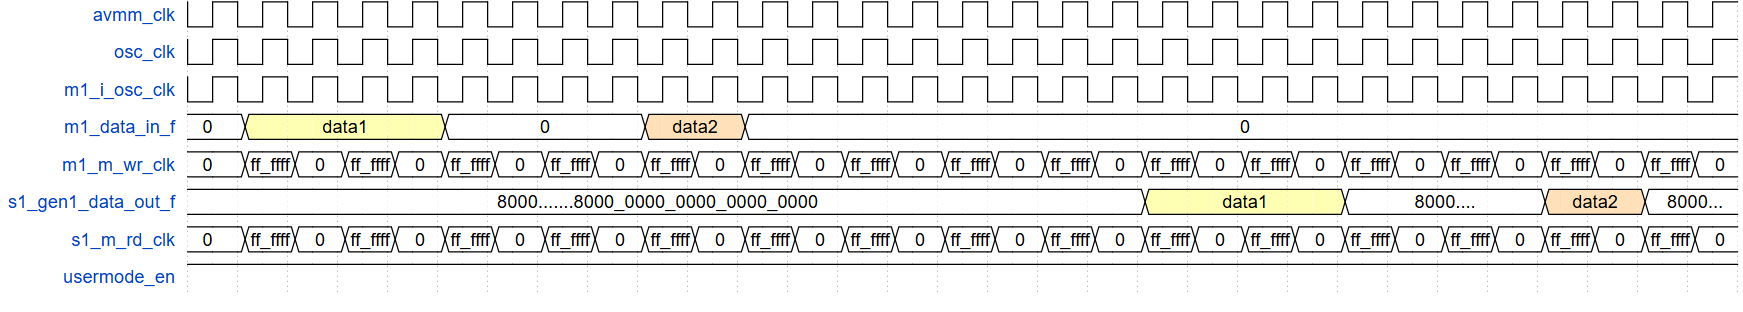 avmm_clk
osc_clk
m1_i_osc_clk
m1_data_in_f 0 data1 0 data2 0
m1_m_wr_clk 0 ff_ffff 0 ff_ffff 0 ff_ffff 0 ff_ffff 0 ff_ffff 0 ff_ffff 0 ff_ffff 0 ff_ffff 0 ff_ffff 0 ff_ffff 0 ff_ffff 0 ff_ffff 0 ff_ffff 0 ff_ffff 0 ff_ffff 0
s1_gen1_data_out_f 8000.......8000_0000_0000_0000_0000 data1 8000.... data2 8000...
s1_m_rd_clk 0 ff_ffff 0 ff_ffff 0 ff_ffff 0 ff_ffff 0 ff_ffff 0 ff_ffff 0 ff_ffff 0 ff_ffff 0 ff_ffff 0 ff_ffff 0 ff_ffff 0 ff_ffff 0 ff_ffff 0 ff_ffff 0 ff_ffff 0
usermode_en